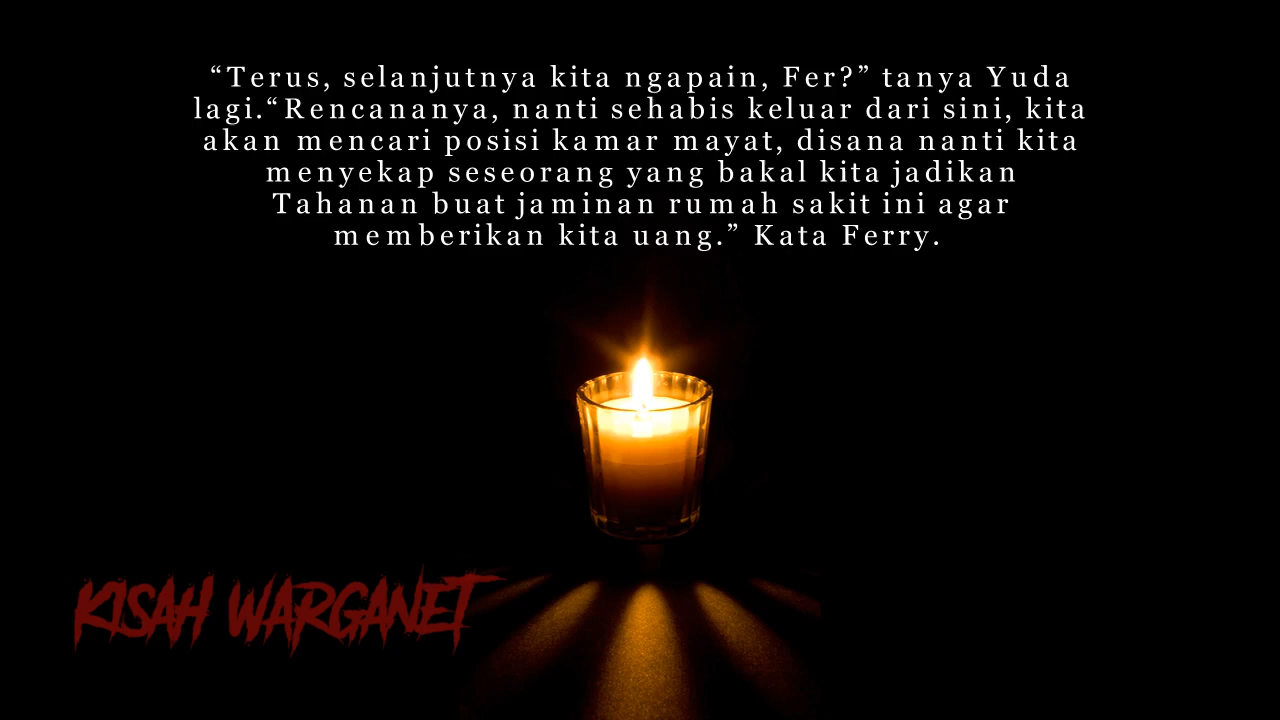 “Terus, selanjutnya kita ngapain, Fer?” tanya Yuda
lagi.“Rencananya, nanti sehabis keluar dari sini, kita
akan mencari posisi kamar mayat, disana nanti kita
menyekap seseorang yang bakal kita jadikan
Tahanan buat jaminan rumah sakit ini agar
memberikan kita uang.” Kata Ferry.
KISAH WARGANET